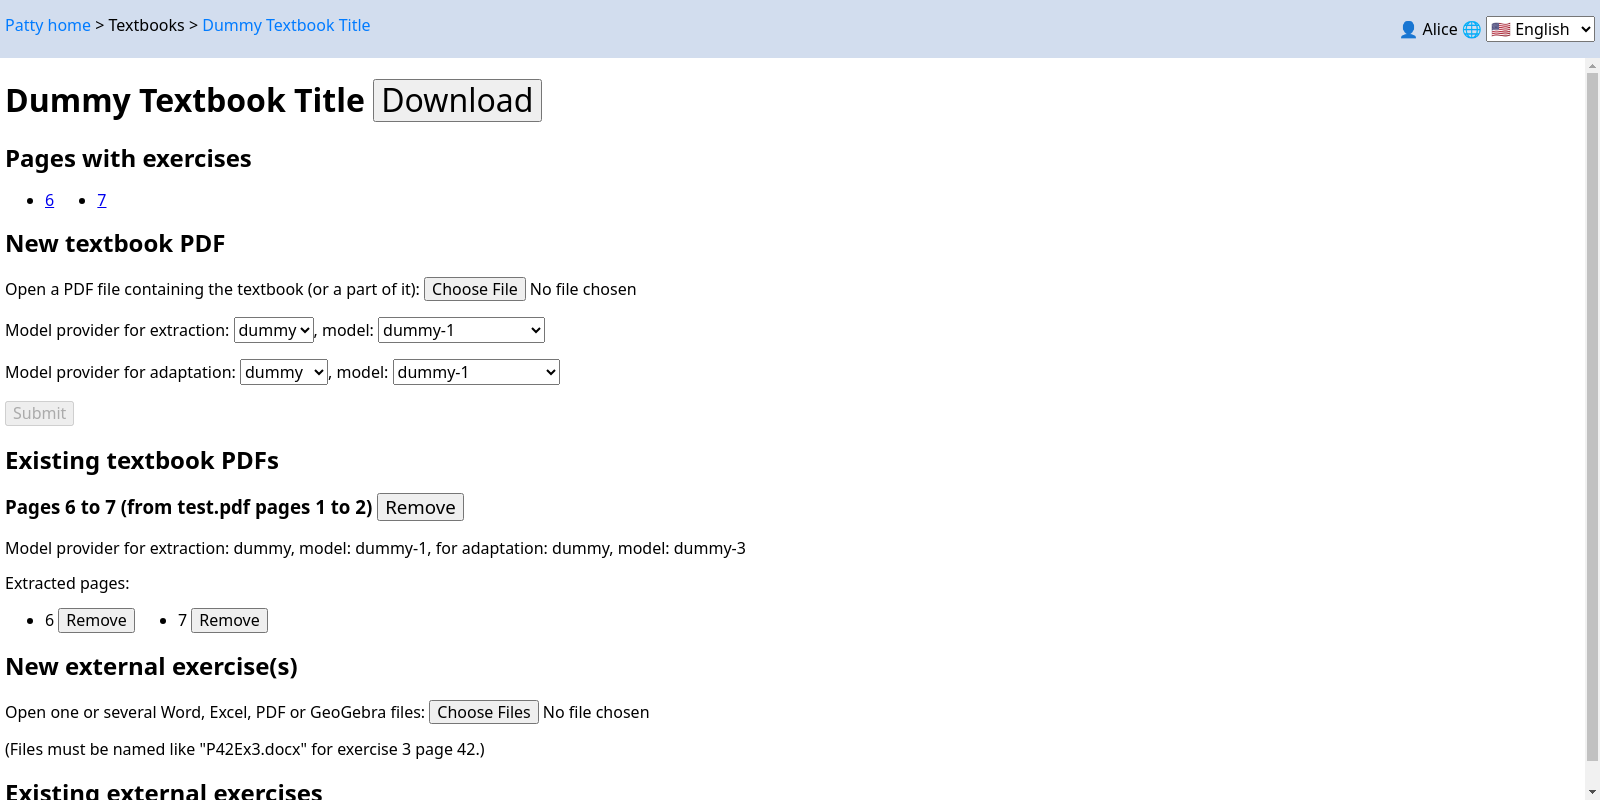 Patty home > Textbooks > Dummy Textbook Title
👤 Alice 🌐 🇺🇸 English
Dummy Textbook Title Download
Pages with exercises
• 6 • 7
New textbook PDF
Open a PDF file containing the textbook (or a part of it): Choose File No file chosen
Model provider for extraction: dummy, model: dummy-1
Model provider for adaptation: dummy, model: dummy-1
Submit
Existing textbook PDFs
Pages 6 to 7 (from test.pdf pages 1 to 2) Remove
Model provider for extraction: dummy, model: dummy-1, for adaptation: dummy, model: dummy-3
Extracted pages:
• 6 Remove • 7 Remove
New external exercise(s)
Open one or several Word, Excel, PDF or GeoGebra files: Choose Files No file chosen
(Files must be named like "P42Ex3.docx" for exercise 3 page 42.)
Existing external exercises